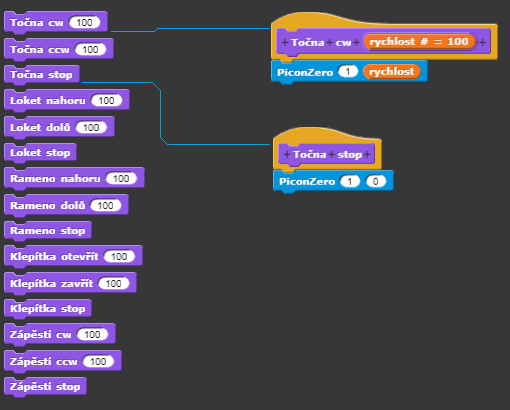 Točna cw 100
Točna ccw 100
Točna stop
Loket nahoru 100
Loket dolů 100
Loket stop
Rameno nahoru 100
Rameno dolů 100
Rameno stop
Klepítka otevřít 100
Klepítka zavřít 100
Klepítka stop
Zápěstí cw 100
Zápěstí ccw 100
Zápěstí stop
+ Točna + cw + rychlost # = 100 +
PiconZero 1 rychlost
+ Točna + stop +
PiconZero 1 0